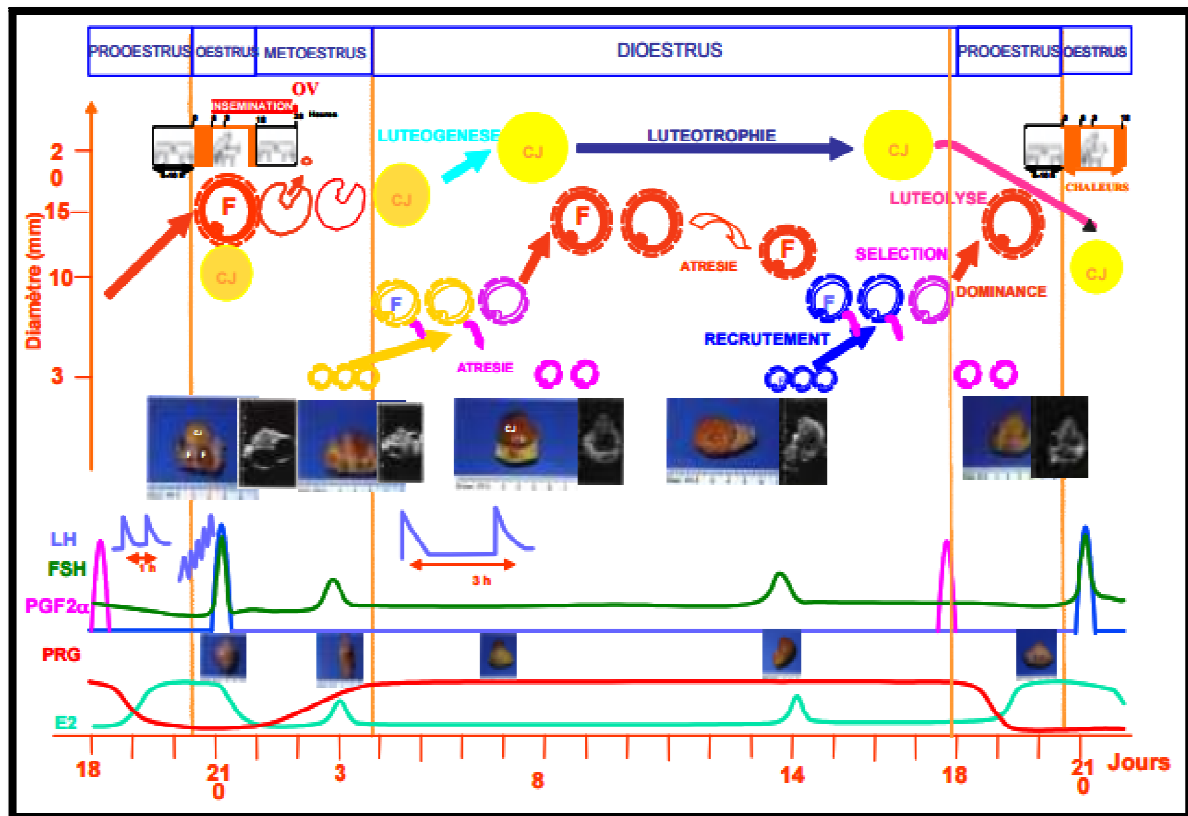 PROOESTRUS
OESTRUS
METOESTRUS
DIOESTRUS
PROOESTRUS
OESTRUS
OV
INSEMINATION
Heures
LUTEOGENESE
LUTEOTROPHIE
CJ
CJ
CHALEURS
LUTEOLYSE
Diamètre (mm)
2
0
15
10
3
F
CJ
CJ
F
F
ATRESIE
SELECTION
CJ
F
F
DOMINANCE
RECRUTEMENT
ATRESIE
CJ
F F
CJ
LH
FSH
PGF2α
1 h
3 h
PRG
E2
18
21
0
3
8
14
18
21
0
Jours